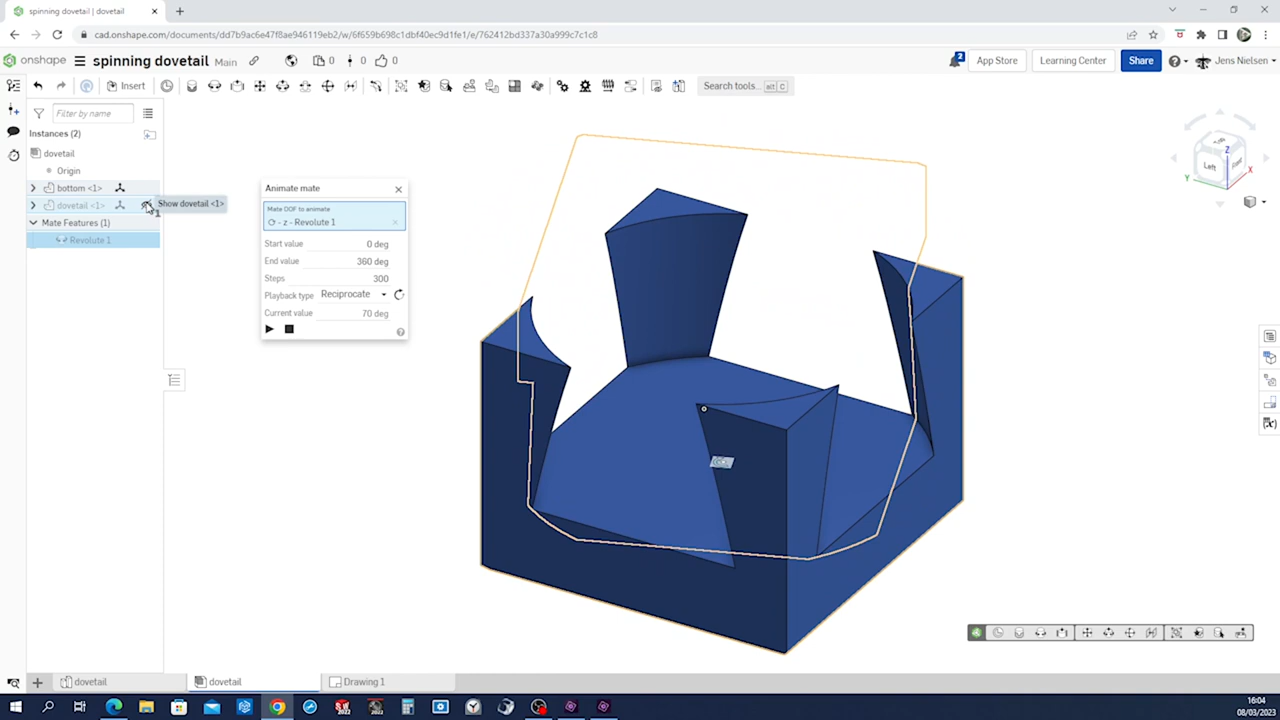 spinning dovetail | dovetail
cad.onshape.com/documents/dd7b9ac6e47f8ae946119eb2/w/6f659b698c1dbf40ec9d1fe1/e/762412bd337a30a999c7c1c8
onshape
spinning dovetail Main
0 0 0
2
App Store
Learning Center
Share
Jens Nielsen
Insert
Search tools... alt C
Filter by name
Instances (2)
dovetail
Origin
bottom <1>
dovetail <1>
1
Show dovetail <1>
Mate Features (1)
Revolute 1
Animate mate
Mate DOF to animate
- z - Revolute 1
Start value 0 deg
End value 360 deg
Steps 300
Playback type Reciprocate
Current value 70 deg
Z
Left
X
Y
(x)
dovetail
dovetail
Drawing 1
16:04
08/03/2023